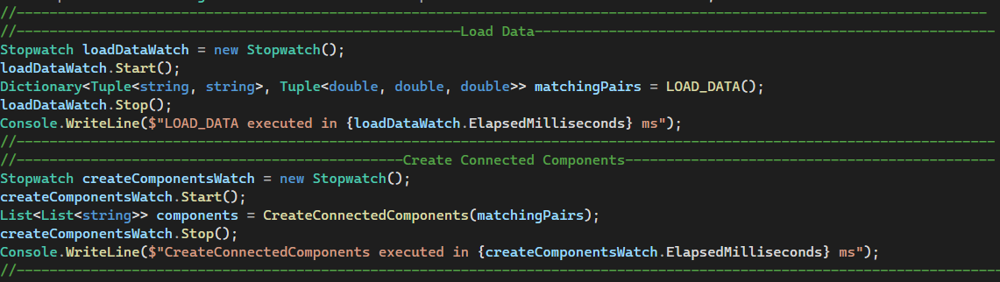 //----------------------------------------------------------------------------------------------------------------------
//------------------------------------------------------Load Data--------------------------------------------------------
Stopwatch loadDataWatch = new Stopwatch();
loadDataWatch.Start();
Dictionary<Tuple<string, string>, Tuple<double, double, double>> matchingPairs = LOAD_DATA();
loadDataWatch.Stop();
Console.WriteLine($"LOAD_DATA executed in {loadDataWatch.ElapsedMilliseconds} ms");
//-----------------------------------------------------------------------------------------------------------------------
//-----------------------------------------------Create Connected Components---------------------------------------------
Stopwatch createComponentsWatch = new Stopwatch();
createComponentsWatch.Start();
List<List<string>> components = CreateConnectedComponents(matchingPairs);
createComponentsWatch.Stop();
Console.WriteLine($"CreateConnectedComponents executed in {createComponentsWatch.ElapsedMilliseconds} ms");
//-----------------------------------------------------------------------------------------------------------------------